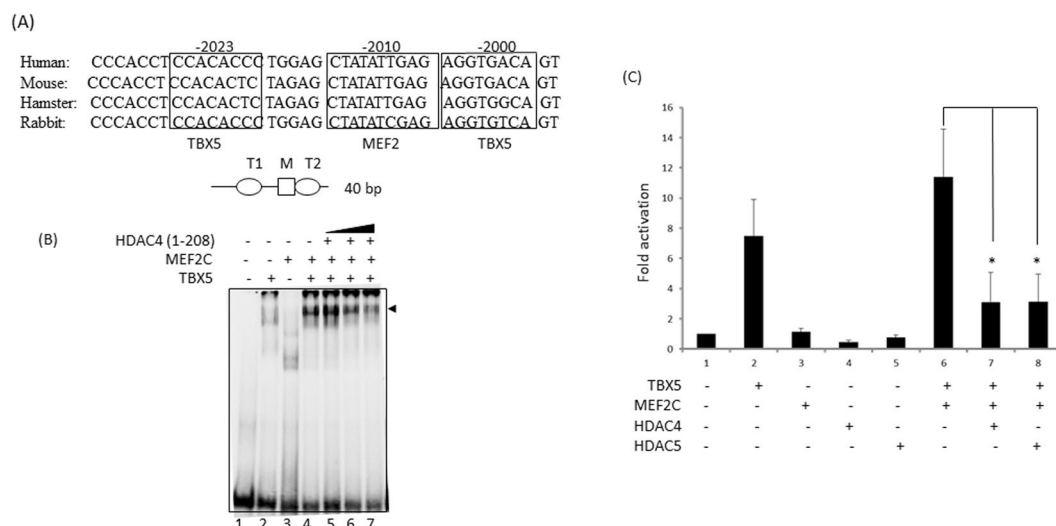 (A)
-2023 -2010 -2000
Human: CCCACCT CCACACCC TGGAG CTATATTGAG AGGTGACA GT
Mouse: CCCACCT CCACACTC TAGAG CTATATTGAG AGGTGACA GT
Hamster: CCCACCT CCACACTC TAGAG CTATATTGAG AGGTGGCA GT
Rabbit: CCCACCT CCACACCC TGGAG CTATATCGAG AGGTGTCA GT
TBX5 MEF2 TBX5
T1 M T2
40 bp
(B)
HDAC4 (1-208) - - - - + + +
MEF2C - - + + + + +
TBX5 - + - + + + +
1 2 3 4 5 6 7
(C)
Fold activation
16
14
12
10
8
6
4
2
0
* *
1 2 3 4 5 6 7 8
TBX5 - + - - - + + +
MEF2C - - + - - + + +
HDAC4 - - - + - - + -
HDAC5 - - - - + - - +